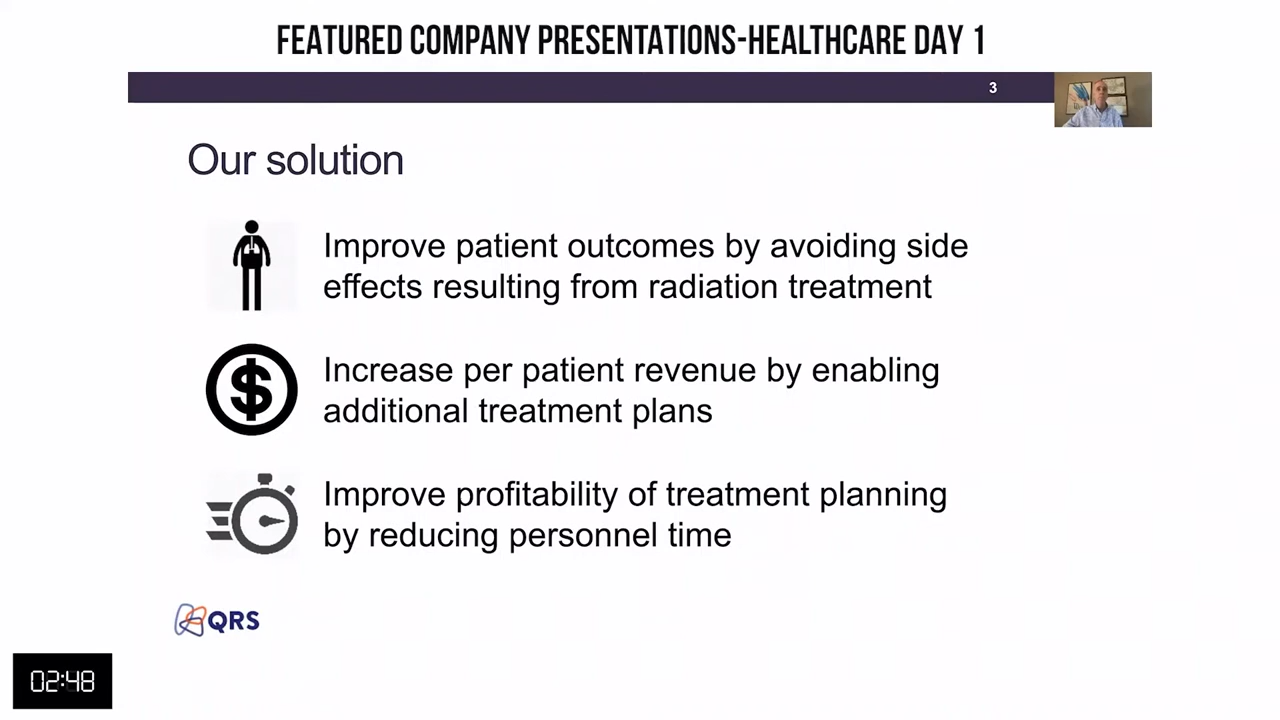 FEATURED COMPANY PRESENTATIONS-HEALTHCARE DAY 1
3
Our solution
Improve patient outcomes by avoiding side
effects resulting from radiation treatment
$
Increase per patient revenue by enabling
additional treatment plans
Improve profitability of treatment planning
by reducing personnel time
QRS
02:48